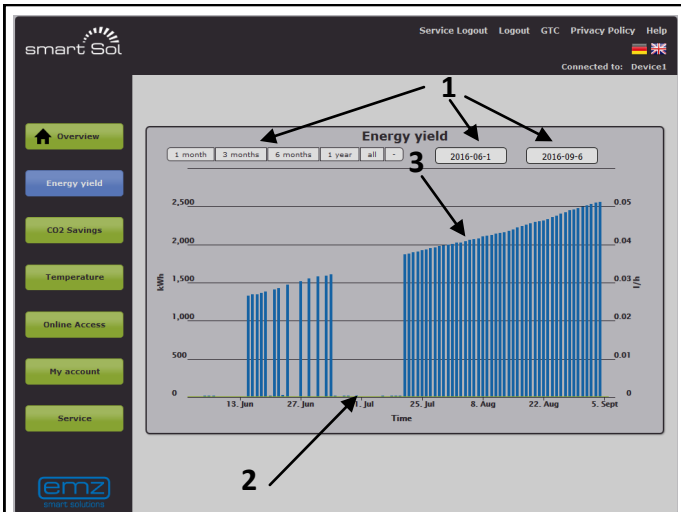 Service Logout Logout GTC Privacy Policy Help
smart Sol
Connected to: Device1
1
Overview
Energy yield
CO2 Savings
Temperature
Online Access
My account
Service
Energy yield
1 month 3 months 6 months 1 year all -
2016-06-1 2016-09-6
3
2,500 0.05
2,000 0.04
1,500 0.03
kWh l/h
1,000 0.02
500 0.01
0 0
13. Jun 27. Jun . Jul 25. Jul 8. Aug 22. Aug 5. Sept
Time
2
emz
smart solutions